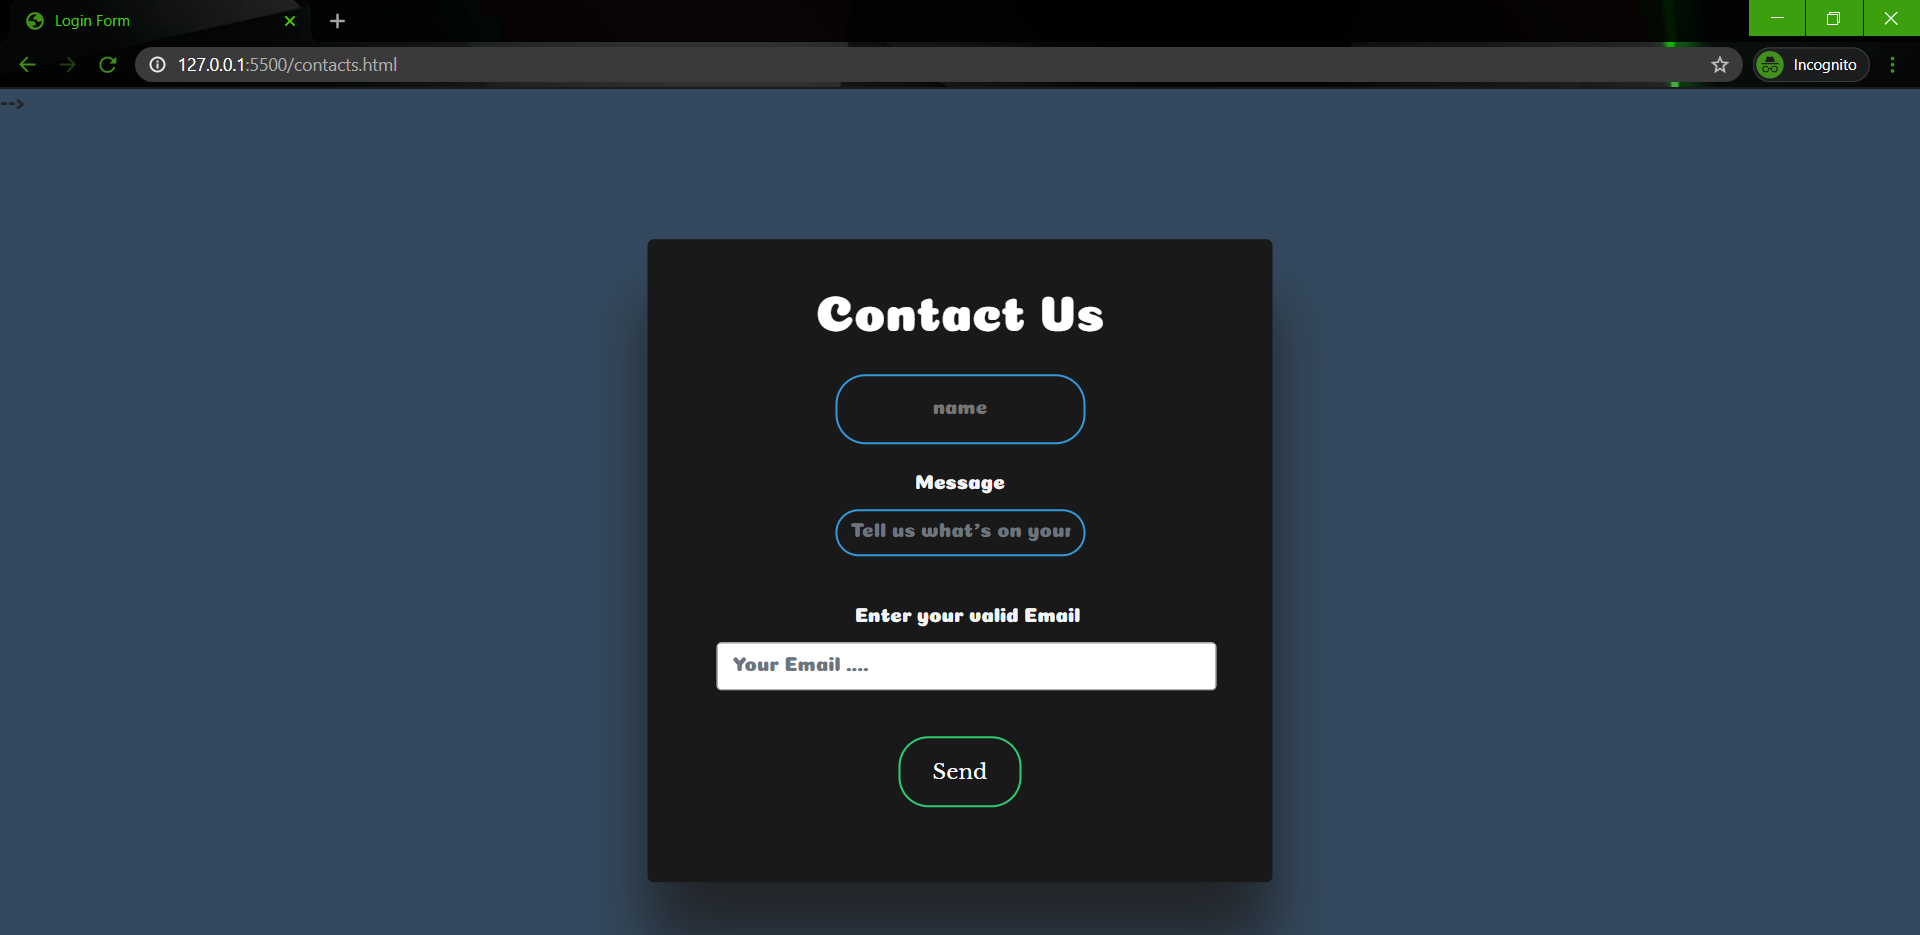 Login Form
127.0.0.1:5500/contacts.html
Incognito
-->
Contact Us
name
Message
Tell us what's on your
Enter your valid Email
Your Email ....
Send